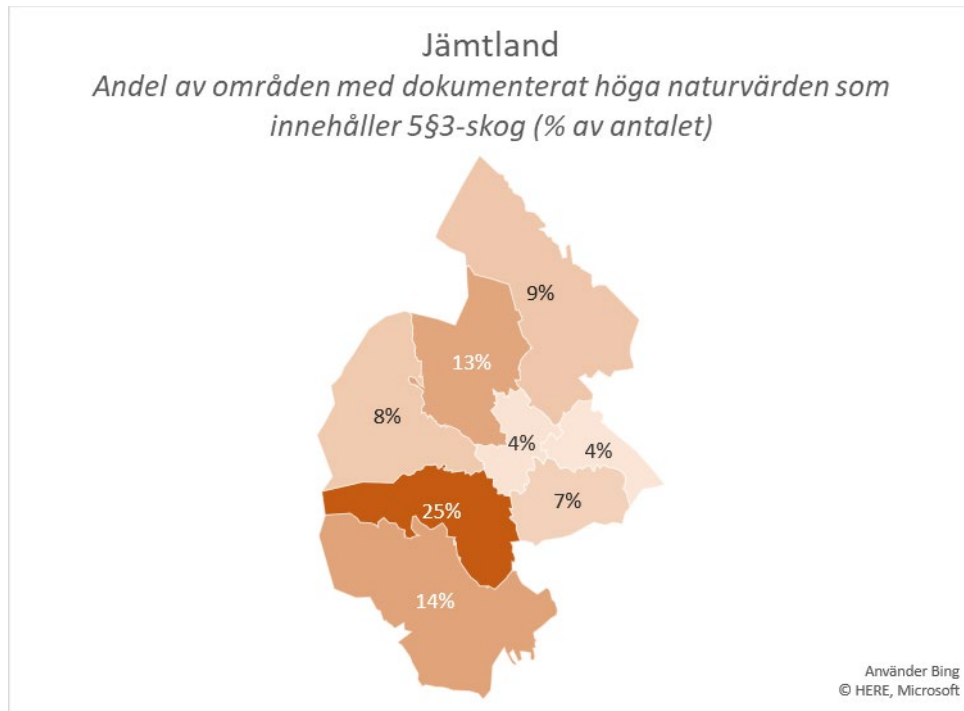 Jämtland
Andel av områden med dokumenterat höga naturvärden som
innehåller 5§3-skog (% av antalet)
9%
13%
8%
4%
4%
7%
25%
14%
Använder Bing
© HERE, Microsoft